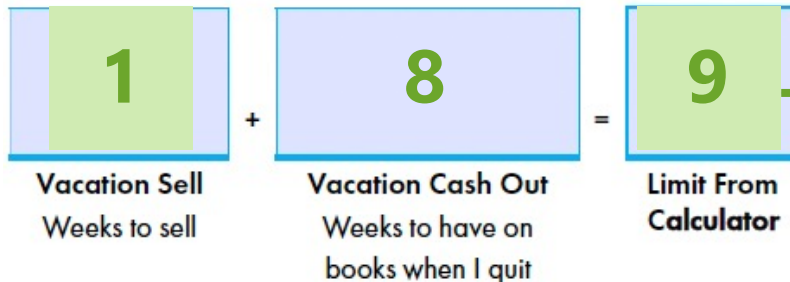 1 + 8 = 9
Vacation Sell
Weeks to sell
Vacation Cash Out
Weeks to have on
books when I quit
Limit From
Calculator